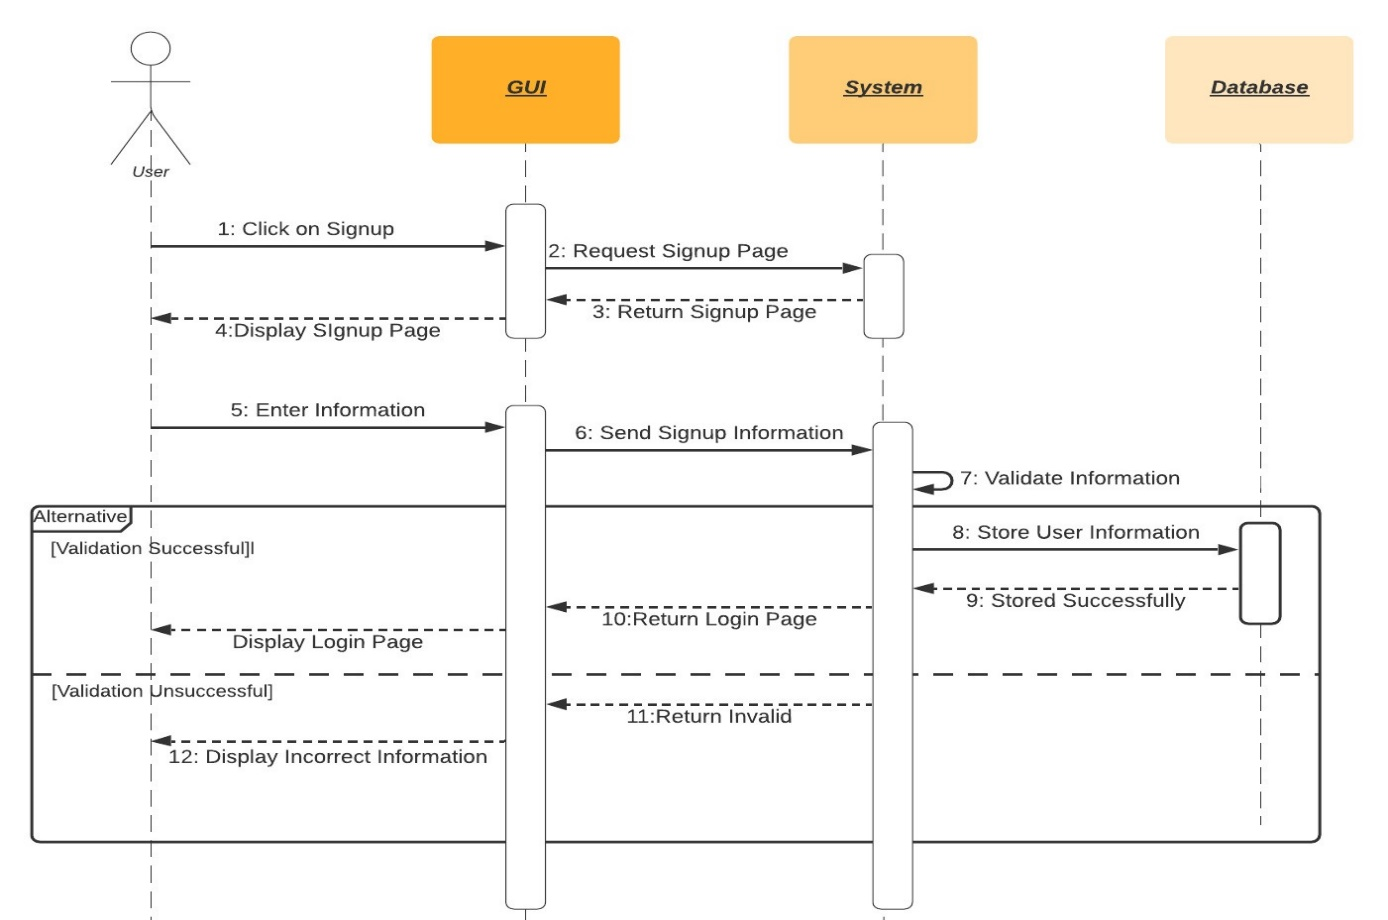 GUI
System
Database
User
1: Click on Signup
2: Request Signup Page
3: Return Signup Page
4:Display SIgnup Page
5: Enter Information
6: Send Signup Information
7: Validate Information
Alternative
[Validation Successful]l
8: Store User Information
9: Stored Successfully
10:Return Login Page
Display Login Page
[Validation Unsuccessful]
11:Return Invalid
12: Display Incorrect Information